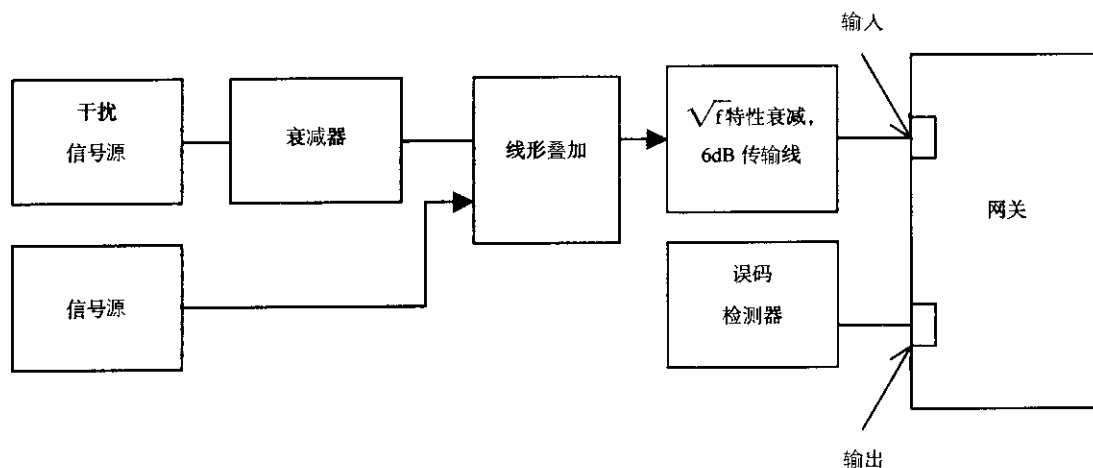 输入
干扰
信号源
衰减器
线形叠加
√f特性衰减,
6dB 传输线
网关
信号源
误码
检测器
输出